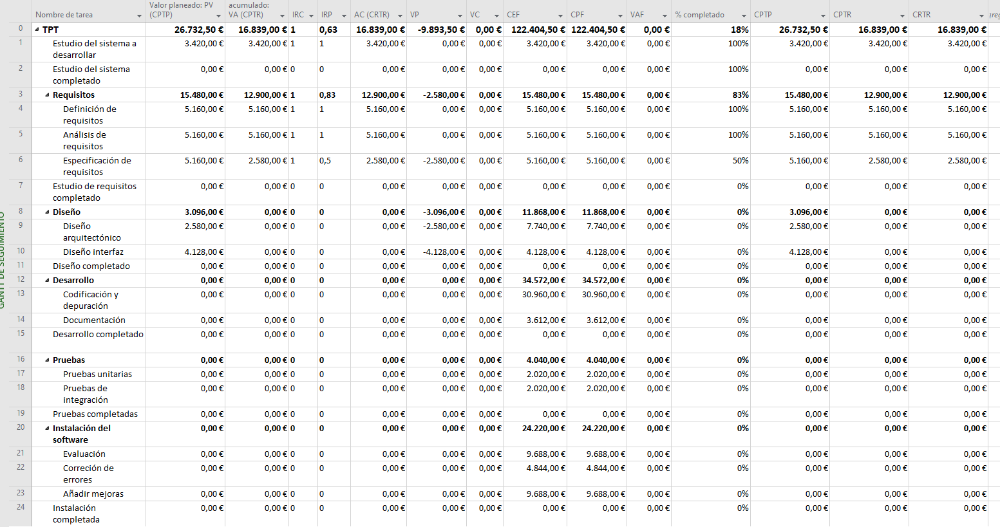 Nombre de tarea Valor planeado: PV (CPTP) acumulado: VA (CPTR) IRC IRP AC (CRTR) VP VC CEF CPF VAF % completado CPTP CPTR CRTR
0 TPT 26.732,50 € 16.839,00 € 1 0,63 16.839,00 € -9.893,50 € 0,00 € 122.404,50 € 122.404,50 € 0,00 € 18% 26.732,50 € 16.839,00 € 16.839,00 €
1 Estudio del sistema a desarrollar 3.420,00 € 3.420,00 € 1 1 3.420,00 € 0,00 € 0,00 € 3.420,00 € 3.420,00 € 0,00 € 100% 3.420,00 € 3.420,00 € 3.420,00 €
2 Estudio del sistema completado 0,00 € 0,00 € 0 0 0,00 € 0,00 € 0,00 € 0,00 € 0,00 € 0,00 € 100% 0,00 € 0,00 € 0,00 €
3 Requisitos 15.480,00 € 12.900,00 € 1 0,83 12.900,00 € -2.580,00 € 0,00 € 15.480,00 € 15.480,00 € 0,00 € 83% 15.480,00 € 12.900,00 € 12.900,00 €
4 Definición de requisitos 5.160,00 € 5.160,00 € 1 1 5.160,00 € 0,00 € 0,00 € 5.160,00 € 5.160,00 € 0,00 € 100% 5.160,00 € 5.160,00 € 5.160,00 €
5 Análisis de requisitos 5.160,00 € 5.160,00 € 1 1 5.160,00 € 0,00 € 0,00 € 5.160,00 € 5.160,00 € 0,00 € 100% 5.160,00 € 5.160,00 € 5.160,00 €
6 Especificación de requisitos 5.160,00 € 2.580,00 € 1 0,5 2.580,00 € -2.580,00 € 0,00 € 5.160,00 € 5.160,00 € 0,00 € 50% 5.160,00 € 2.580,00 € 2.580,00 €
7 Estudio de requisitos completado 0,00 € 0,00 € 0 0 0,00 € 0,00 € 0,00 € 0,00 € 0,00 € 0,00 € 0% 0,00 € 0,00 € 0,00 €
8 Diseño 3.096,00 € 0,00 € 0 0 0,00 € -3.096,00 € 0,00 € 11.868,00 € 11.868,00 € 0,00 € 0% 3.096,00 € 0,00 € 0,00 €
9 Diseño arquitectónico 2.580,00 € 0,00 € 0 0 0,00 € -2.580,00 € 0,00 € 7.740,00 € 7.740,00 € 0,00 € 0% 2.580,00 € 0,00 € 0,00 €
10 Diseño interfaz 4.128,00 € 0,00 € 0 0 0,00 € -4.128,00 € 0,00 € 4.128,00 € 4.128,00 € 0,00 € 0% 4.128,00 € 0,00 € 0,00 €
11 Diseño completado 0,00 € 0,00 € 0 0 0,00 € 0,00 € 0,00 € 0,00 € 0,00 € 0,00 € 0% 0,00 € 0,00 € 0,00 €
12 Desarrollo 0,00 € 0,00 € 0 0 0,00 € 0,00 € 0,00 € 34.572,00 € 34.572,00 € 0,00 € 0% 0,00 € 0,00 € 0,00 €
13 Codificación y depuración 0,00 € 0,00 € 0 0 0,00 € 0,00 € 0,00 € 30.960,00 € 30.960,00 € 0,00 € 0% 0,00 € 0,00 € 0,00 €
14 Documentación 0,00 € 0,00 € 0 0 0,00 € 0,00 € 0,00 € 3.612,00 € 3.612,00 € 0,00 € 0% 0,00 € 0,00 € 0,00 €
15 Desarrollo completado 0,00 € 0,00 € 0 0 0,00 € 0,00 € 0,00 € 0,00 € 0,00 € 0,00 € 0% 0,00 € 0,00 € 0,00 €
16 Pruebas 0,00 € 0,00 € 0 0 0,00 € 0,00 € 0,00 € 4.040,00 € 4.040,00 € 0,00 € 0% 0,00 € 0,00 € 0,00 €
17 Pruebas unitarias 0,00 € 0,00 € 0 0 0,00 € 0,00 € 0,00 € 2.020,00 € 2.020,00 € 0,00 € 0% 0,00 € 0,00 € 0,00 €
18 Pruebas de integración 0,00 € 0,00 € 0 0 0,00 € 0,00 € 0,00 € 2.020,00 € 2.020,00 € 0,00 € 0% 0,00 € 0,00 € 0,00 €
19 Pruebas completadas 0,00 € 0,00 € 0 0 0,00 € 0,00 € 0,00 € 0,00 € 0,00 € 0,00 € 0% 0,00 € 0,00 € 0,00 €
20 Instalación del software 0,00 € 0,00 € 0 0 0,00 € 0,00 € 0,00 € 24.220,00 € 24.220,00 € 0,00 € 0% 0,00 € 0,00 € 0,00 €
21 Evaluación 0,00 € 0,00 € 0 0 0,00 € 0,00 € 0,00 € 9.688,00 € 9.688,00 € 0,00 € 0% 0,00 € 0,00 € 0,00 €
22 Correción de errores 0,00 € 0,00 € 0 0 0,00 € 0,00 € 0,00 € 4.844,00 € 4.844,00 € 0,00 € 0% 0,00 € 0,00 € 0,00 €
23 Añadir mejoras 0,00 € 0,00 € 0 0 0,00 € 0,00 € 0,00 € 9.688,00 € 9.688,00 € 0,00 € 0% 0,00 € 0,00 € 0,00 €
24 Instalación completada 0,00 € 0,00 € 0 0 0,00 € 0,00 € 0,00 € 0,00 € 0,00 € 0,00 € 0% 0,00 € 0,00 € 0,00 €
GANTT DE SEGUIMIENTO